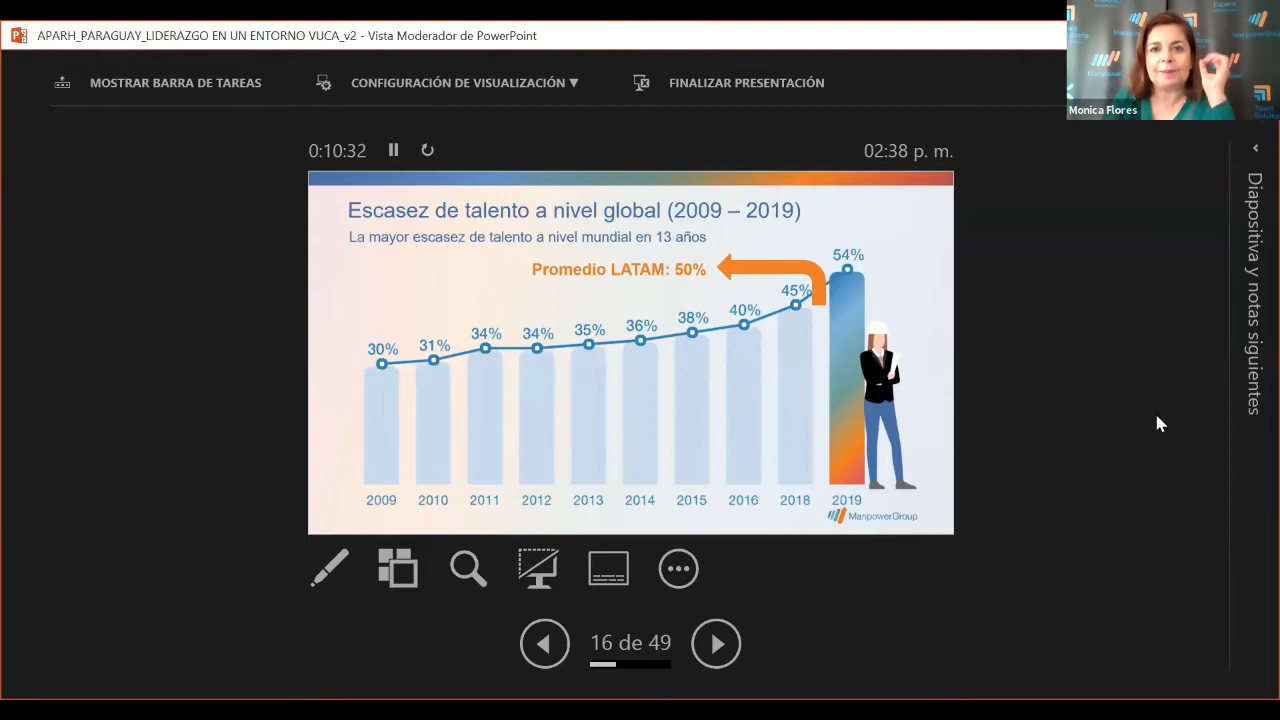 APARH_PARAGUAY_LIDERAZGO EN UN ENTORNO VUCA_v2 - Vista Moderador de PowerPoint
MOSTRAR BARRA DE TAREAS
CONFIGURACIÓN DE VISUALIZACIÓN ▼
FINALIZAR PRESENTACIÓN
Manpower
ManpowerGroup
Monica Flores
0:10:32
02:38 p. m.
Diapositiva y notas siguientes
Escasez de talento a nivel global (2009 – 2019)
La mayor escasez de talento a nivel mundial en 13 años
Promedio LATAM: 50%
30%
31%
34%
34%
35%
36%
38%
40%
45%
54%
2009
2010
2011
2012
2013
2014
2015
2016
2018
2019
ManpowerGroup
16 de 49